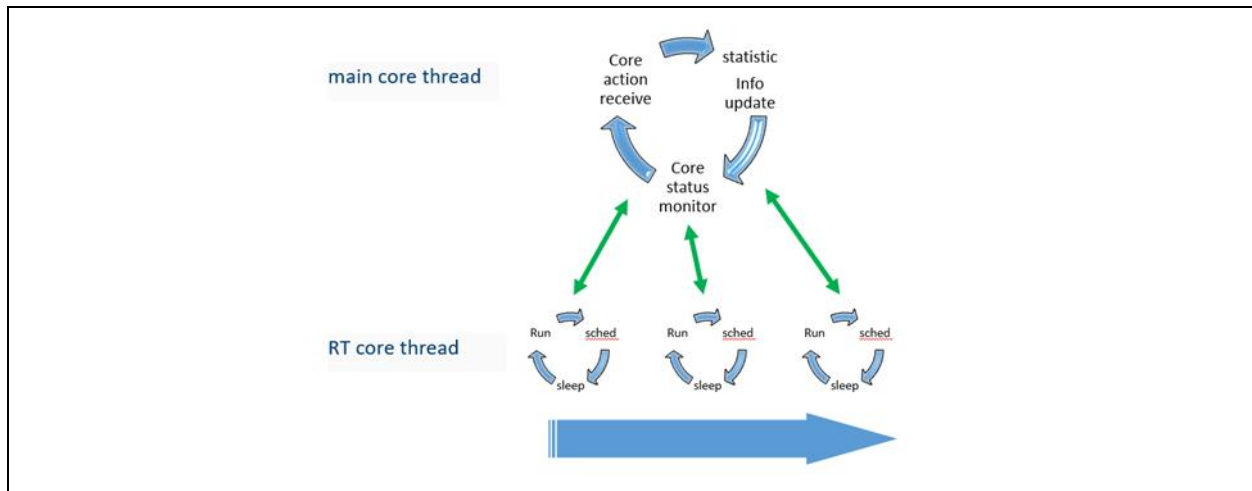 main core thread
Core
action
receive
statistic
Info
update
Core
status
monitor
RT core thread
Run
sched
sleep
Run
sched
sleep
Run
sched
sleep